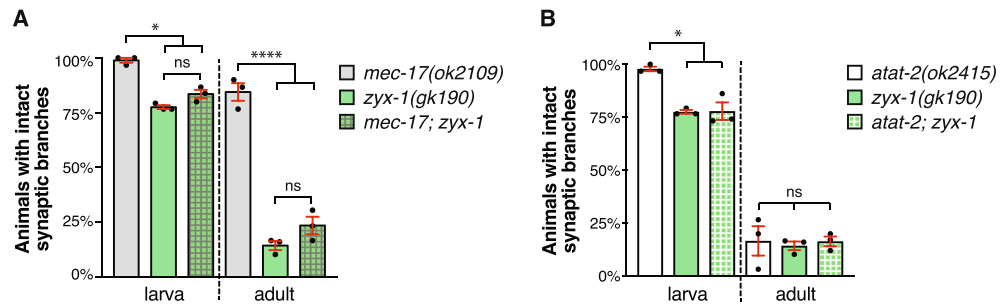 A
Animals with intact
synaptic branches
100%
75%
50%
25%
0%
*
ns
****
ns
larva
adult
mec-17(ok2109)
zyx-1(gk190)
mec-17; zyx-1
B
Animals with intact
synaptic branches
100%
75%
50%
25%
0%
*
ns
larva
adult
atat-2(ok2415)
zyx-1(gk190)
atat-2; zyx-1